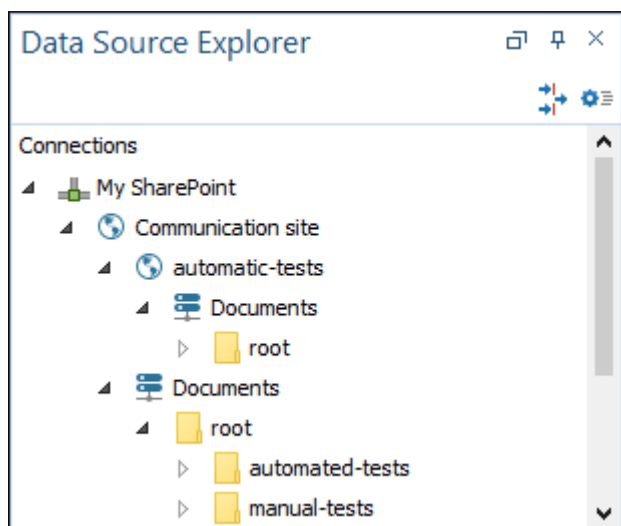 Data Source Explorer
Connections
My SharePoint
Communication site
automatic-tests
Documents
root
Documents
root
automated-tests
manual-tests